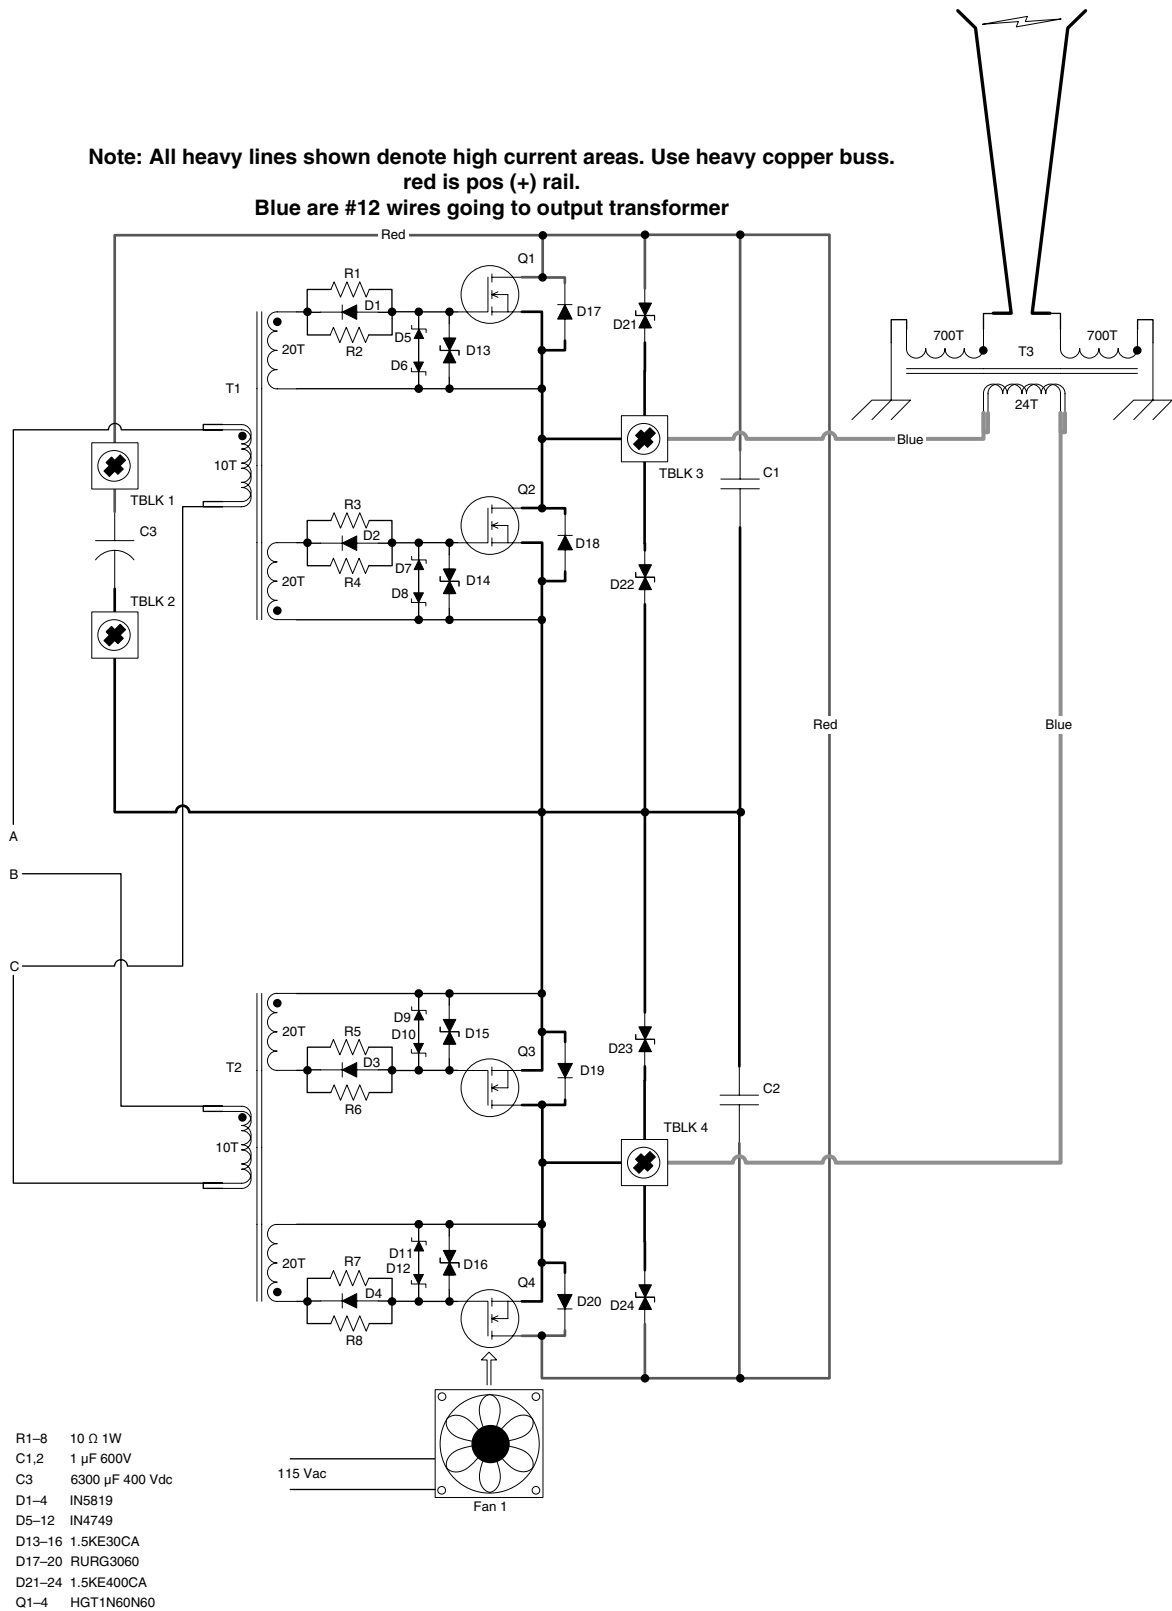 Note: All heavy lines shown denote high current areas. Use heavy copper buss.
red is pos (+) rail.
Blue are #12 wires going to output transformer
Red
Q1
R1
D1
R2
20T
D5
D6
D13
D17
D21
700T
T3
700T
24T
T1
10T
TBLK 1
C3
TBLK 2
TBLK 3
Blue
C1
Q2
R3
D2
R4
20T
D7
D8
D14
D18
D22
Red
Blue
A
B
C
T2
20T
R5
D3
R6
D9
D10
D15
Q3
D19
D23
C2
10T
TBLK 4
20T
R7
D4
R8
D11
D12
D16
Q4
D20
D24
115 Vac
Fan 1
R1–8 10 Ω 1W
C1,2 1 µF 600V
C3 6300 µF 400 Vdc
D1–4 IN5819
D5–12 IN4749
D13–16 1.5KE30CA
D17–20 RURG3060
D21–24 1.5KE400CA
Q1–4 HGT1N60N60